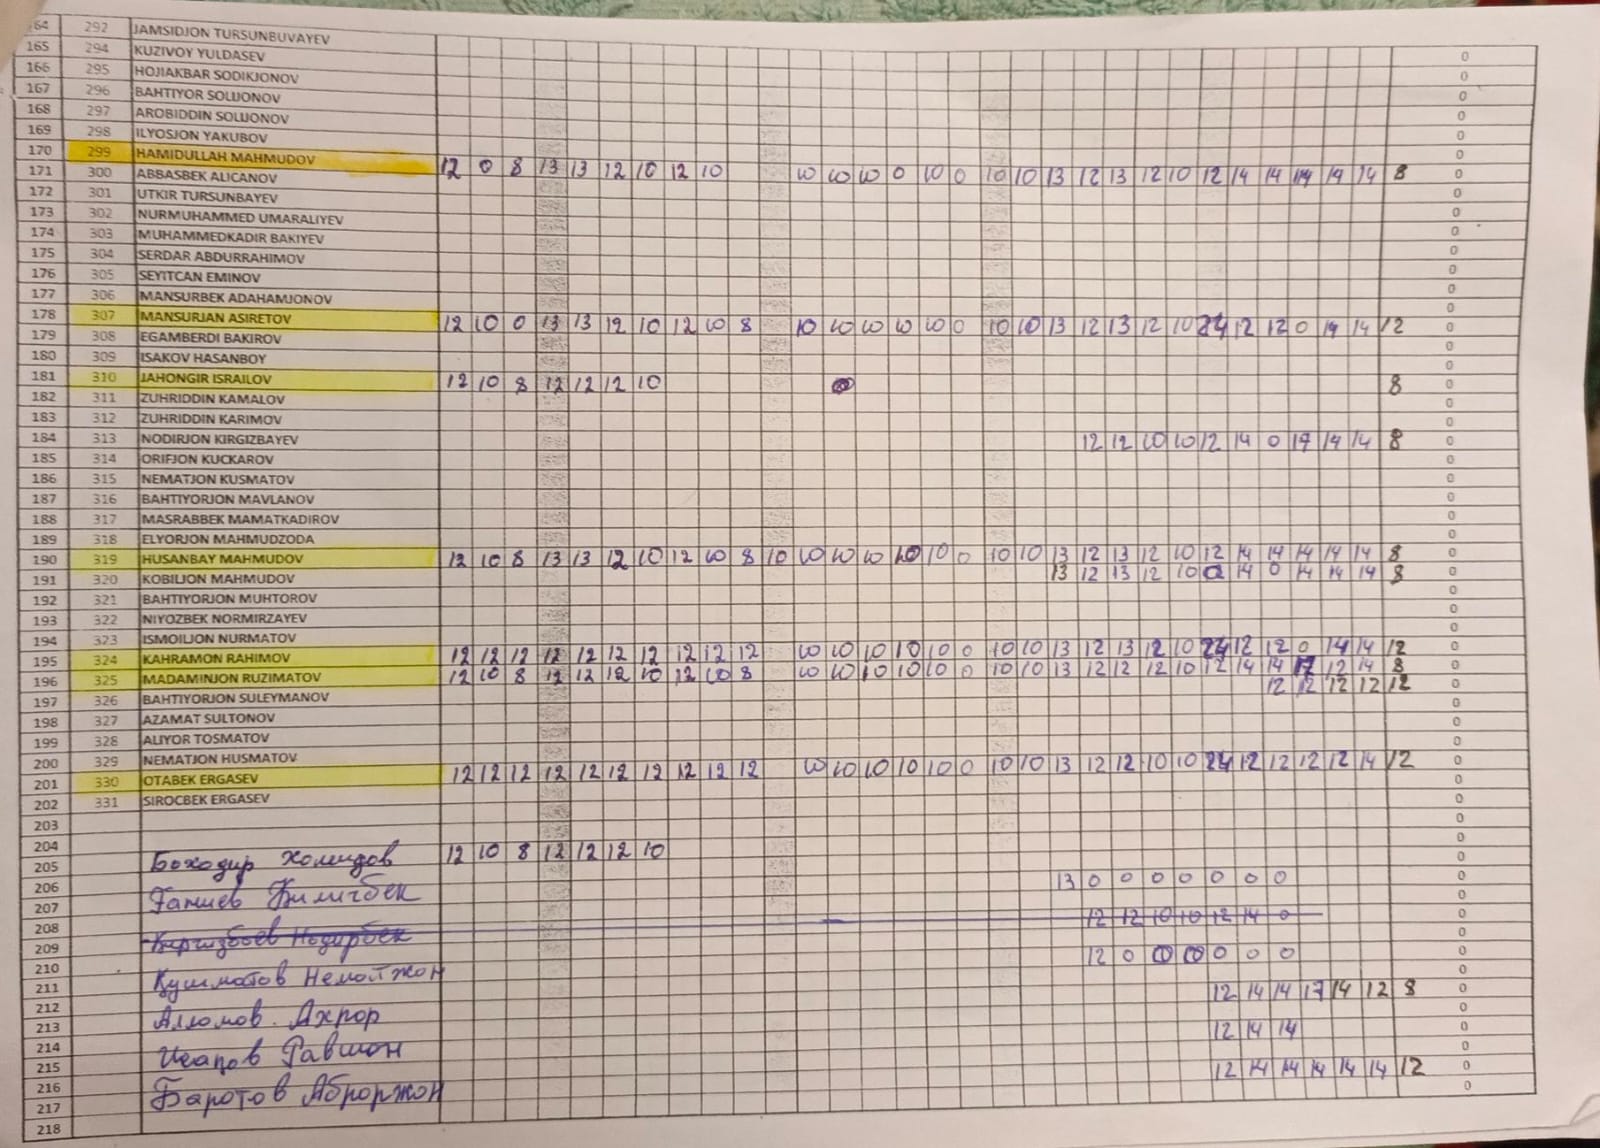 164 292 JAMSIDJON TURSUNBUVAYEV
165 294 KUZIVOY YULDASEV 0
166 295 HOJIAKBAR SODIKJONOV 0
167 296 BAHTIYOR SOLIJONOV 0
168 297 AROBIDDIN SOLIJONOV 0
169 298 ILYOSJON YAKUBOV 0
170 299 HAMIDULLAH MAHMUDOV 12 0 8 13 13 12 10 12 10 10 10 10 0 10 0 10 10 13 12 13 12 10 12 14 14 14 14 14 8 0
171 300 ABBASBEK ALICANOV 0
172 301 UTKIR TURSUNBAYEV 0
173 302 NURMUHAMMED UMARALIYEV 0
174 303 MUHAMMEDKADIR BAKIYEV 0
175 304 SERDAR ABDURRAHIMOV 0
176 305 SEYITCAN EMINOV 0
177 306 MANSURBEK ADAHAMJONOV 0
178 307 MANSURJAN ASIRETOV 12 10 0 13 13 12 10 12 10 8 10 10 10 10 10 0 10 10 13 12 13 12 10 24 12 12 0 14 14 12 0
179 308 EGAMBERDI BAKIROV 0
180 309 ISAKOV HASANBOY 0
181 310 JAHONGIR ISRAILOV 12 10 8 12 12 12 10 8 0
182 311 ZUHRIDDIN KAMALOV 0
183 312 ZUHRIDDIN KARIMOV 0
184 313 NODIRJON KIRGIZBAYEV 12 12 10 10 12 14 0 17 14 14 8 0
185 314 ORIFJON KUCKAROV 0
186 315 NEMATJON KUSMATOV 0
187 316 BAHTIYORJON MAVLANOV 0
188 317 MASRABBEK MAMATKADIROV 0
189 318 ELYORJON MAHMUDZODA 0
190 319 HUSANBAY MAHMUDOV 12 10 8 13 13 12 10 12 10 8 10 10 10 10 10 10 0 10 10 13 12 13 12 10 12 14 14 14 14 14 8 0
191 320 KOBILJON MAHMUDOV 13 12 13 12 10 0 14 0 14 14 14 8 0
192 321 BAHTIYORJON MUHTOROV 0
193 322 NIYOZBEK NORMIRZAYEV 0
194 323 ISMOILJON NURMATOV 0
195 324 KAHRAMON RAHIMOV 12 12 12 12 12 12 12 12 12 12 10 10 10 10 10 0 10 10 13 12 13 12 10 24 12 12 0 14 14 12 0
196 325 MADAMINJON RUZIMATOV 12 10 8 12 12 12 10 12 10 8 10 10 10 10 10 0 10 10 13 12 12 12 10 12 14 14 17 12 14 8 0
197 326 BAHTIYORJON SULEYMANOV 12 12 12 12 12 0
198 327 AZAMAT SULTONOV 0
199 328 ALIYOR TOSMATOV 0
200 329 NEMATJON HUSMATOV 0
201 330 OTABEK ERGASEV 12 12 12 12 12 12 12 12 12 12 10 10 10 10 10 0 10 10 13 12 12 10 10 24 12 12 12 12 14 12 0
202 331 SIROCBEK ERGASEV 0
203 0
204 0
205 Боходир Холмидов 12 10 8 12 12 12 10 0
206 0
207 Ганиев Киличбек 13 0 0 0 0 0 0 0 0
208 0
209 Киргизбоев Нодирбек 12 12 10 10 12 14 0 0
210 0
211 Қушматов Нематжон 12 0 0 0 0 0 0 0
212 0
213 Алломов Ахрор 12 14 14 17 14 12 8 0
214 0
215 Исақов Равшон 12 14 14 0
216 0
217 Баротов Аброржон 12 14 14 14 14 14 12 0
218 0